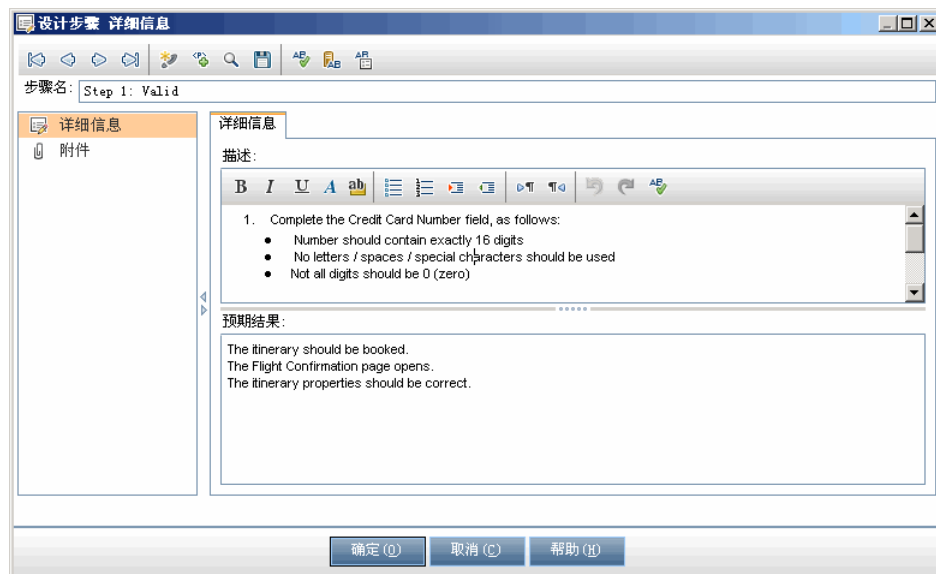 设计步骤 详细信息
步骤名: Step 1: Valid
详细信息
附件
详细信息
描述:
B I U A ab
1. Complete the Credit Card Number field, as follows:
● Number should contain exactly 16 digits
● No letters / spaces / special characters should be used
● Not all digits should be 0 (zero)
预期结果:
The itinerary should be booked.
The Flight Confirmation page opens.
The itinerary properties should be correct.
确定(O) 取消(C) 帮助(H)